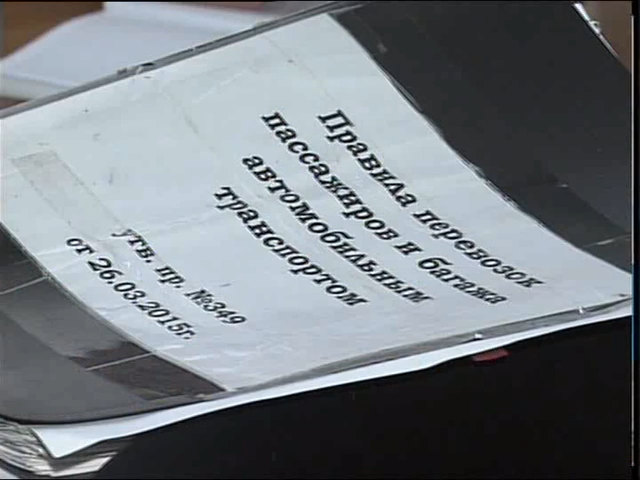 Правила перевозок
пассажиров и багажа
автомобильным
транспортом
утв. пр. №349
от 26.03.2015г.